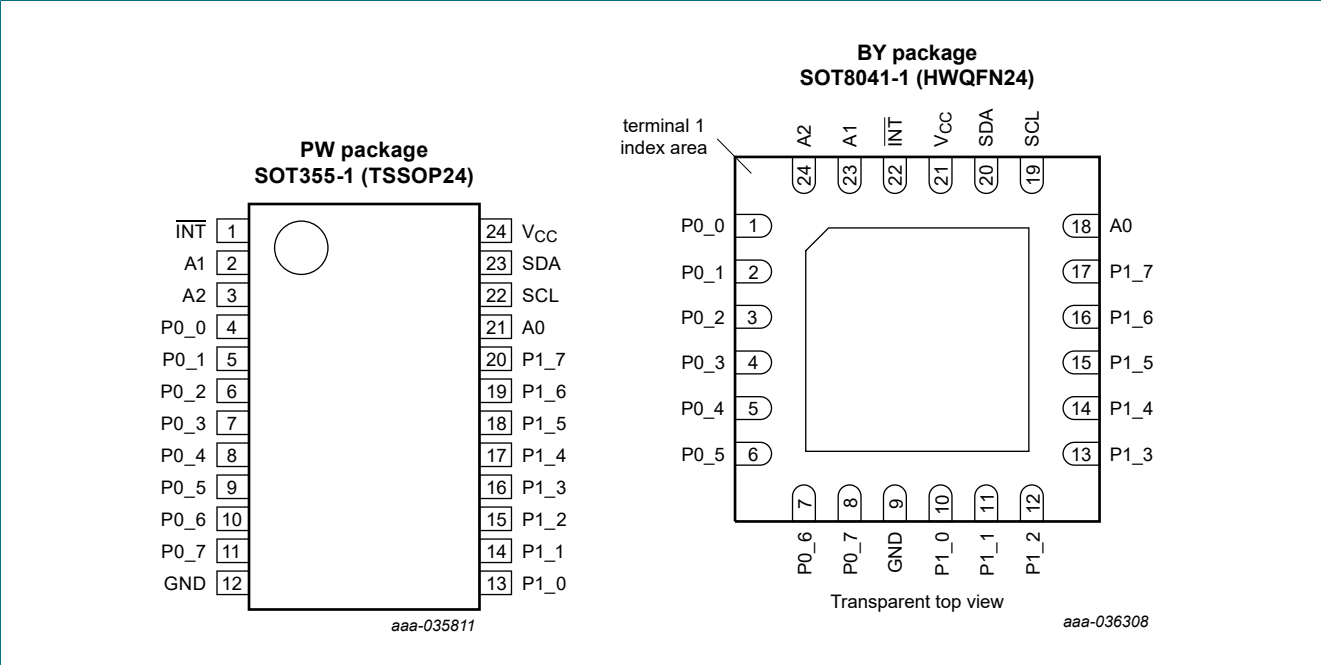 PW package
SOT355-1 (TSSOP24)
INT 1
A1 2
A2 3
P0_0 4
P0_1 5
P0_2 6
P0_3 7
P0_4 8
P0_5 9
P0_6 10
P0_7 11
GND 12
24 VCC
23 SDA
22 SCL
21 A0
20 P1_7
19 P1_6
18 P1_5
17 P1_4
16 P1_3
15 P1_2
14 P1_1
13 P1_0
aaa-035811
BY package
SOT8041-1 (HWQFN24)
terminal 1
index area
A2 A1 INT VCC SDA SCL
24 23 22 21 20 19
P0_0 1
P0_1 2
P0_2 3
P0_3 4
P0_4 5
P0_5 6
18 A0
17 P1_7
16 P1_6
15 P1_5
14 P1_4
13 P1_3
7 8 9 10 11 12
P0_6 P0_7 GND P1_0 P1_1 P1_2
Transparent top view
aaa-036308